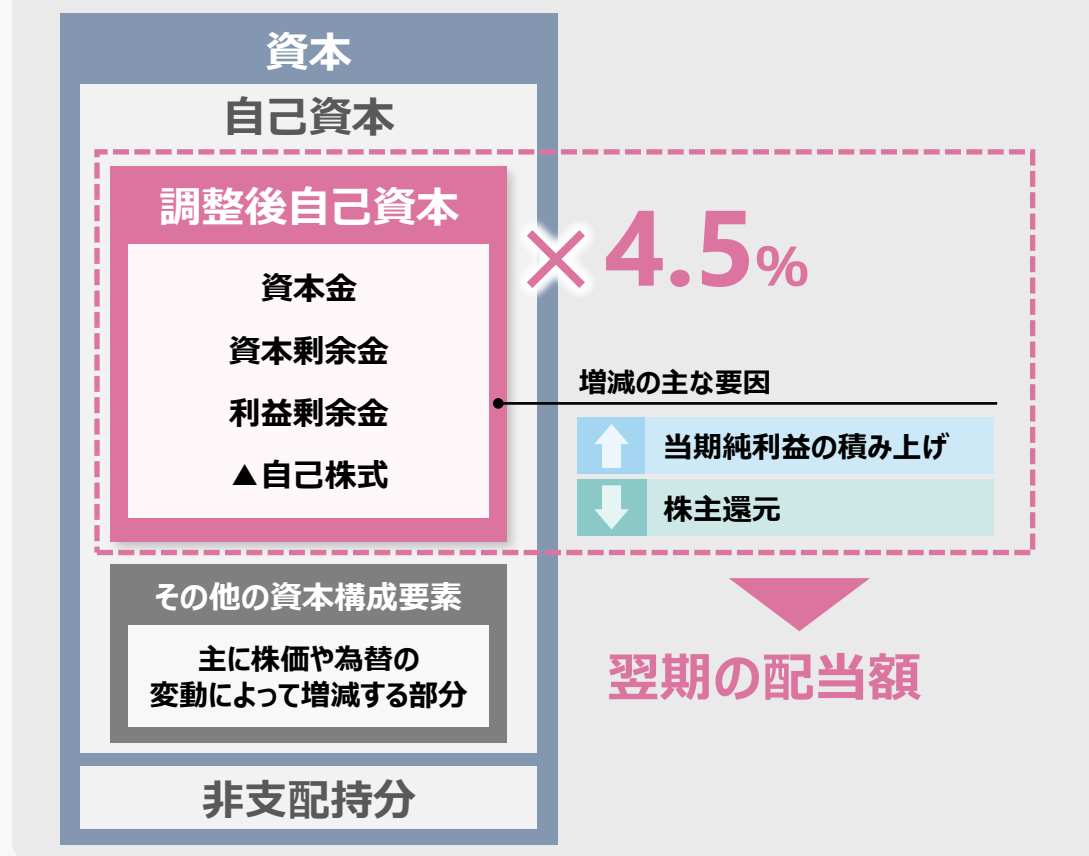 資本
自己資本
調整後自己資本
資本金
資本剰余金
利益剰余金
▲自己株式
×4.5%
増減の主な要因
当期純利益の積み上げ
株主還元
その他の資本構成要素
主に株価や為替の
変動によって増減する部分
翌期の配当額
非支配持分